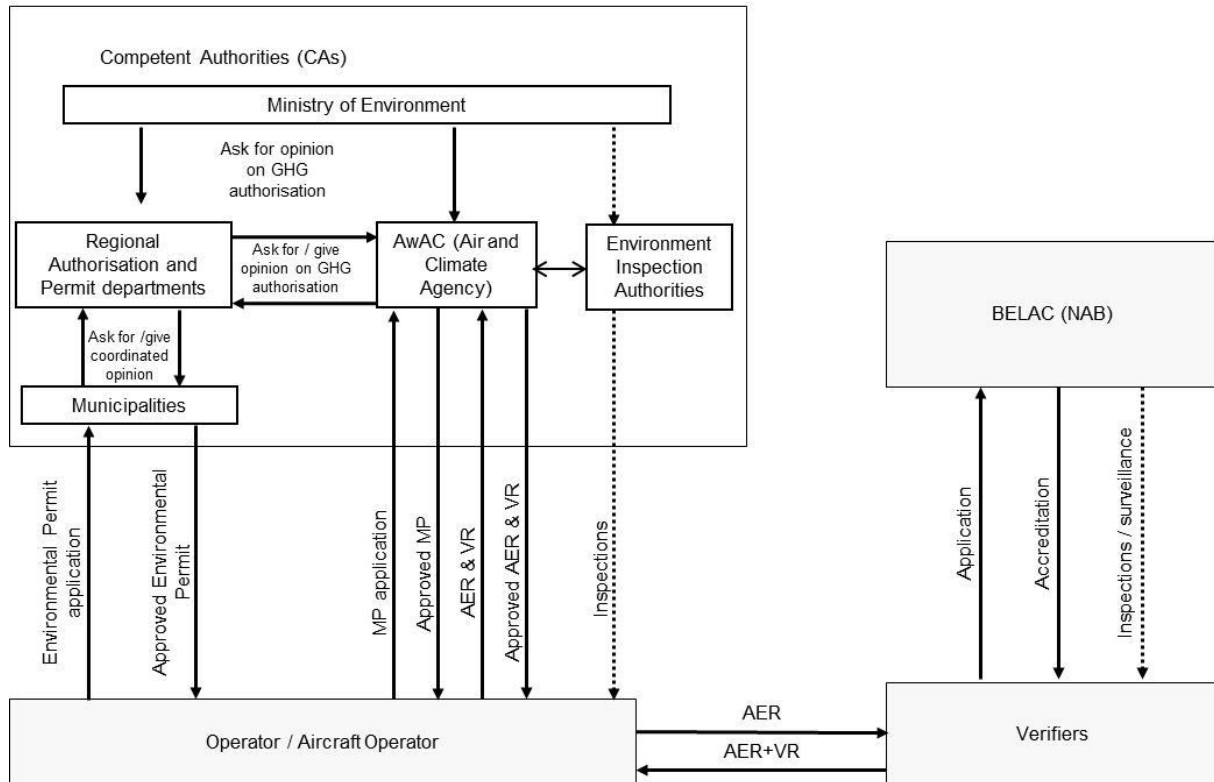 Competent Authorities (CAs)
Ministry of Environment
Ask for opinion
on GHG
authorisation
Regional
Authorisation and
Permit departments
Ask for / give
opinion on GHG
authorisation
AwAC (Air and
Climate
Agency)
Environment
Inspection
Authorities
BELAC (NAB)
Ask for /give
coordinated
opinion
Municipalities
Environmental Permit
application
Approved Environmental
Permit
MP application
Approved MP
AER & VR
Approved AER & VR
Inspections
Application
Accreditation
Inspections / surveillance
Operator / Aircraft Operator
AER
AER+VR
Verifiers